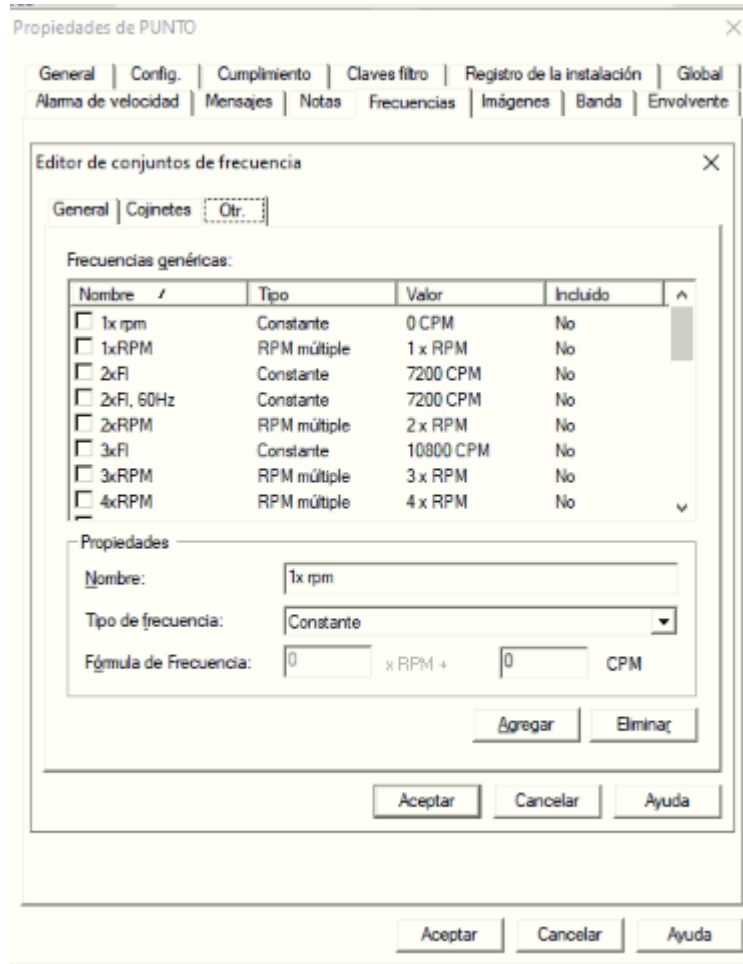 Propiedades de PUNTO
General Config. Cumplimiento Claves filtro Registro de la instalación Global
Alarma de velocidad Mensajes Notas Frecuencias Imágenes Banda Envolvente
Editor de conjuntos de frecuencia
General Cojinetes Otr.
Frecuencias genéricas:
Nombre / Tipo Valor Incluido
1x rpm Constante 0 CPM No
1xRPM RPM múltiple 1 x RPM No
2xFl Constante 7200 CPM No
2xFl, 60Hz Constante 7200 CPM No
2xRPM RPM múltiple 2 x RPM No
3xFl Constante 10800 CPM No
3xRPM RPM múltiple 3 x RPM No
4xRPM RPM múltiple 4 x RPM No
Propiedades
Nombre: 1x rpm
Tipo de frecuencia: Constante
Fórmula de Frecuencia: 0 x RPM + 0 CPM
Agregar Eliminar
Aceptar Cancelar Ayuda
Aceptar Cancelar Ayuda